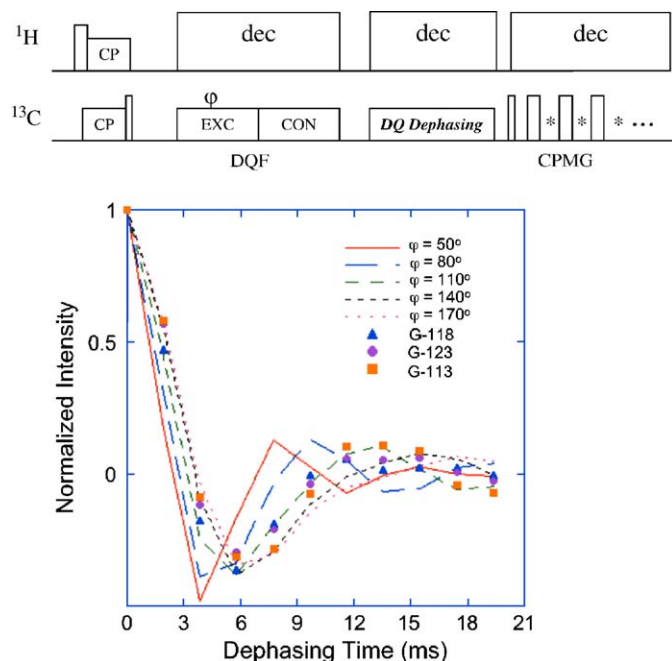 ¹H
CP
dec
dec
dec
¹³C
CP
φ
EXC
CON
DQ Dephasing
* * * ...
DQF
CPMG
Normalized Intensity
1
0.5
0
φ = 50°
φ = 80°
φ = 110°
φ = 140°
φ = 170°
G-118
G-123
G-113
0 3 6 9 12 15 18 21
Dephasing Time (ms)